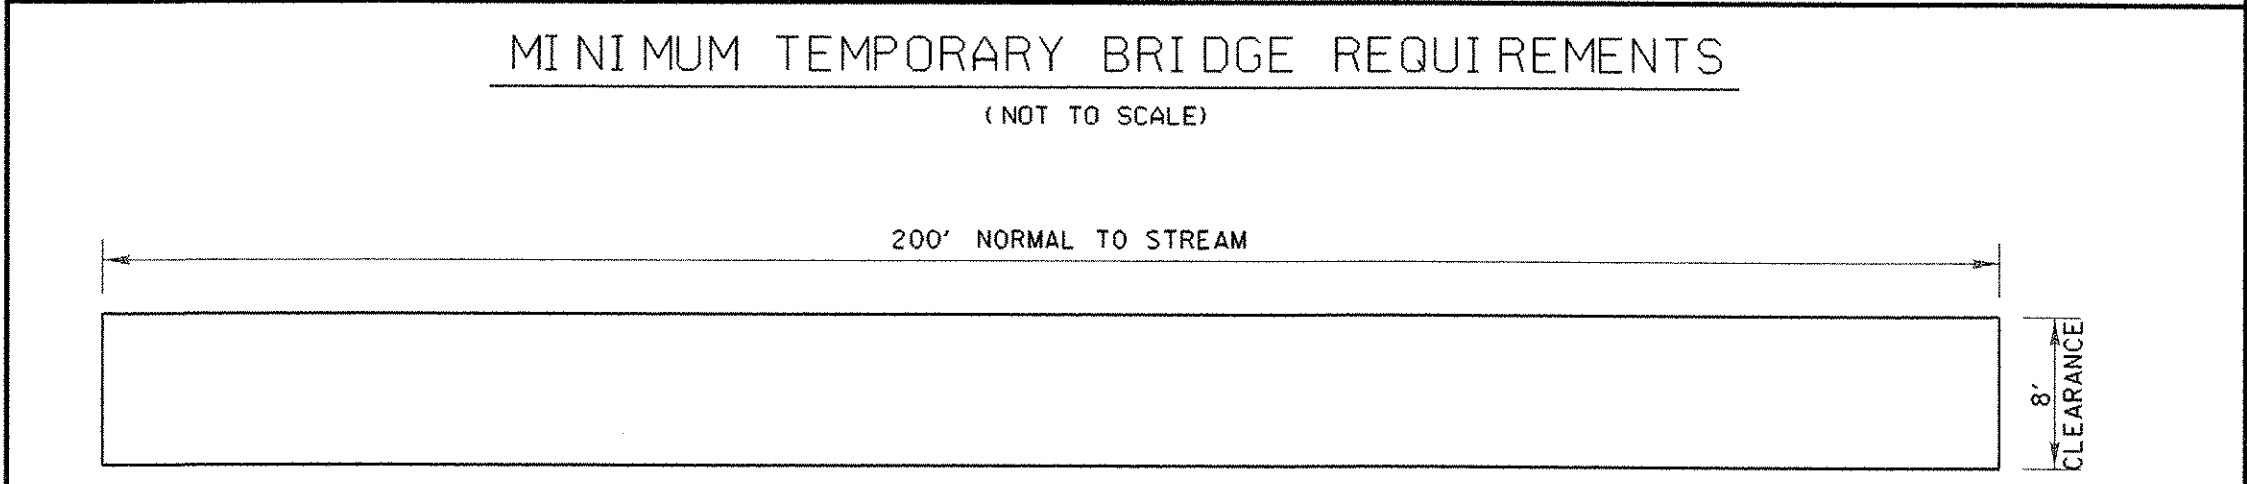 MINIMUM TEMPORARY BRIDGE REQUIREMENTS
(NOT TO SCALE)
200' NORMAL TO STREAM
8'
CLEARANCE